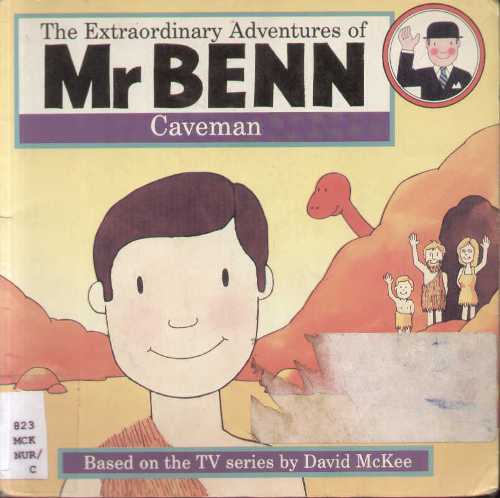 The Extraordinary Adventures of
Mr BENN
Caveman
823
MCK
NUR/
C
Based on the TV series by David McKee